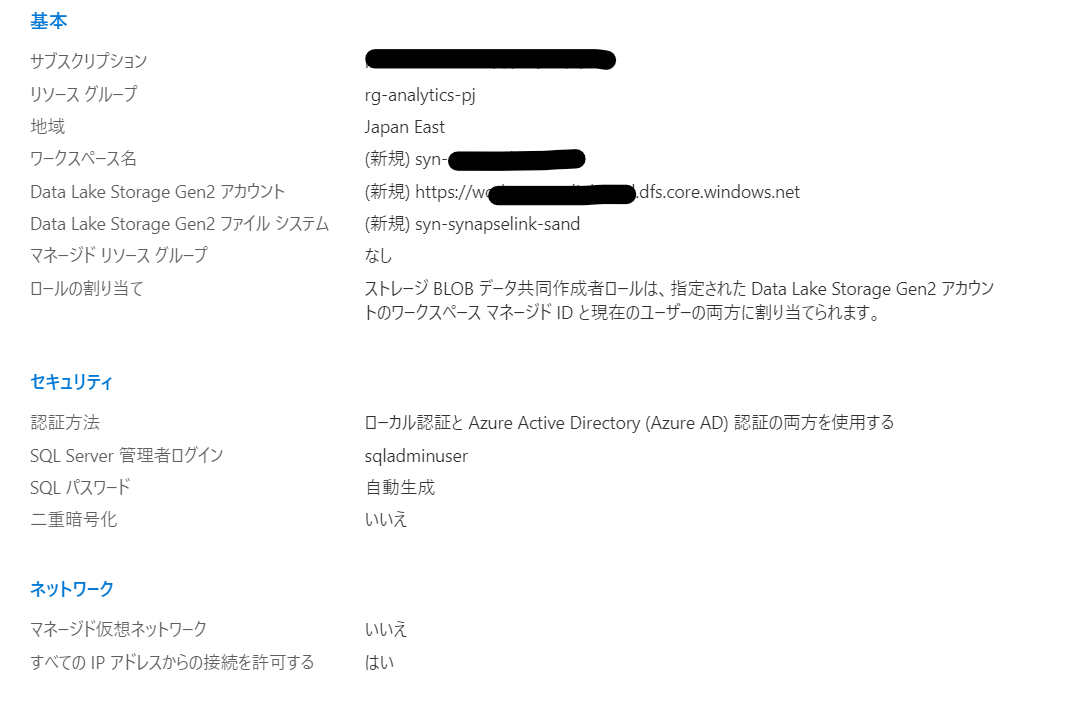 基本
サブスクリプション
リソース グループ rg-analytics-pj
地域 Japan East
ワークスペース名 (新規) syn-
Data Lake Storage Gen2 アカウント (新規) https://wo .dfs.core.windows.net
Data Lake Storage Gen2 ファイル システム (新規) syn-synapselink-sand
マネージド リソース グループ なし
ロールの割り当て ストレージ BLOB データ共同作成者ロールは、指定された Data Lake Storage Gen2 アカウン
トのワークスペース マネージド ID と現在のユーザーの両方に割り当てられます。
セキュリティ
認証方法 ローカル認証と Azure Active Directory (Azure AD) 認証の両方を使用する
SQL Server 管理者ログイン sqladminuser
SQL パスワード 自動生成
二重暗号化 いいえ
ネットワーク
マネージド仮想ネットワーク いいえ
すべての IP アドレスからの接続を許可する はい